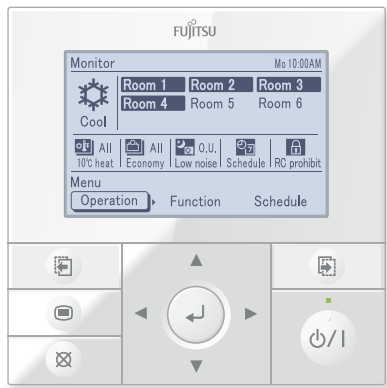 FUJITSU
Monitor Mo 10:00AM
Room 1 Room 2 Room 3
Room 4 Room 5 Room 6
Cool
All All O.U.
10℃ heat Economy Low noise Schedule RC prohibit
Menu
Operation Function Schedule